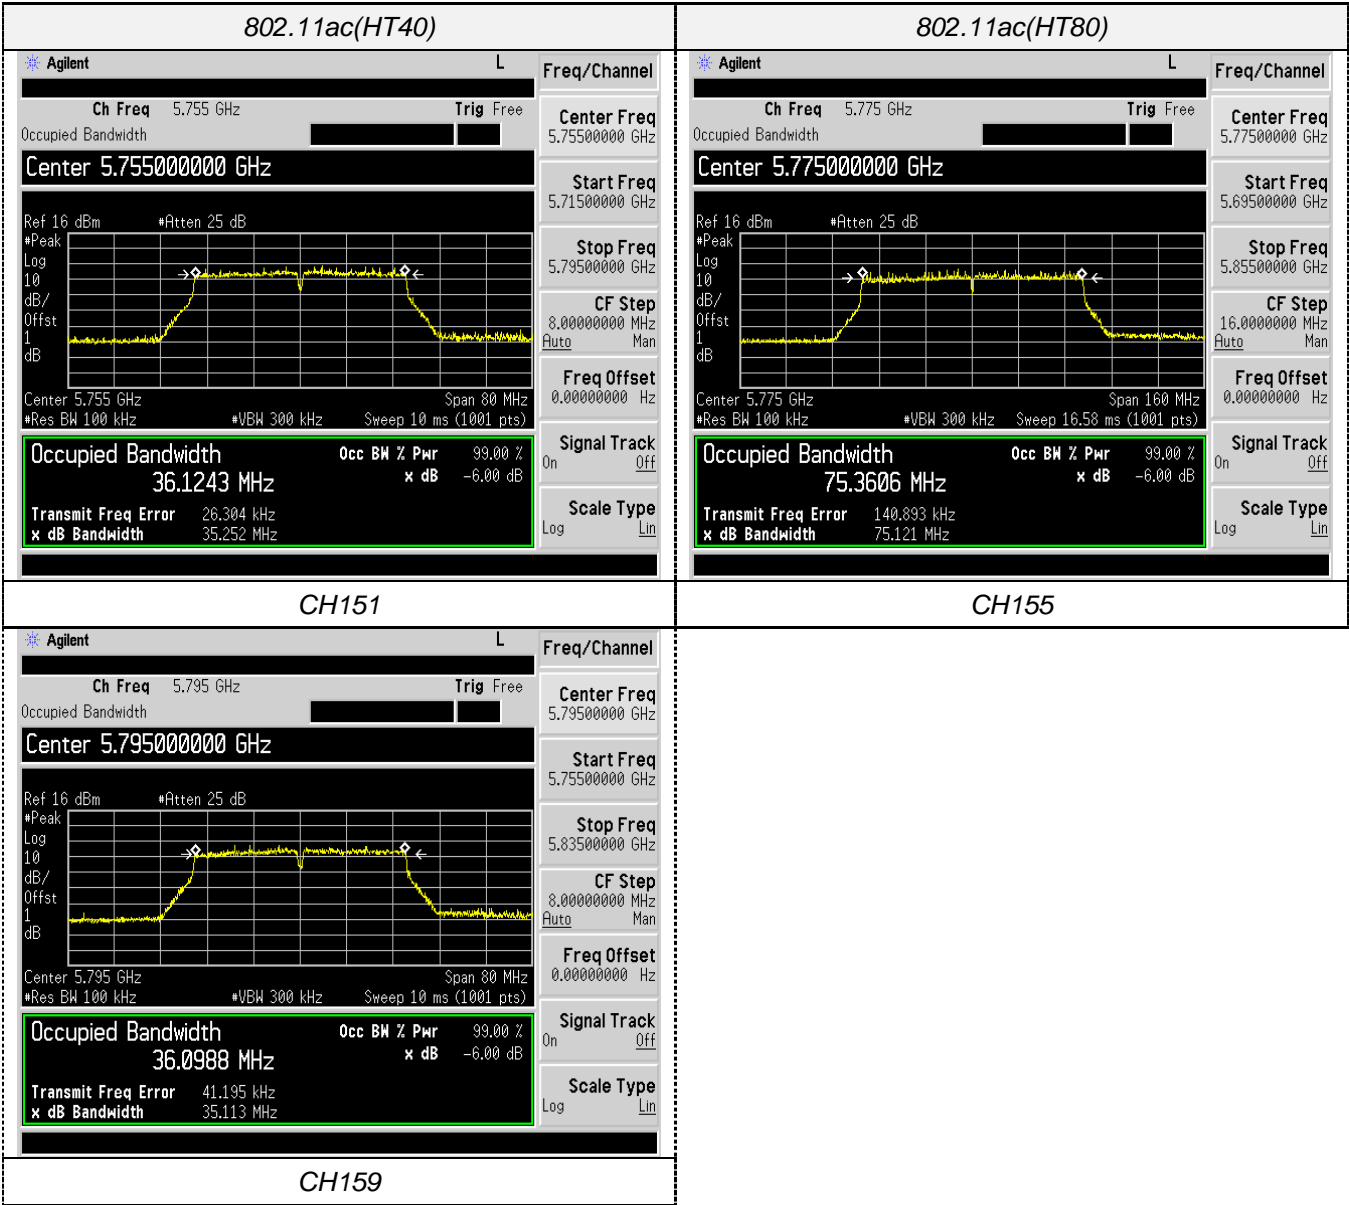 802.11ac(HT40)
802.11ac(HT80)
Agilent
L
Freq/Channel
Ch Freq 5.755 GHz
Trig Free
Occupied Bandwidth
Center 5.755000000 GHz
Center Freq
5.75500000 GHz
Start Freq
5.71500000 GHz
Stop Freq
5.79500000 GHz
CF Step
8.00000000 MHz
Auto Man
Freq Offset
0.00000000 Hz
Signal Track
On Off
Scale Type
Log Lin
Ref 16 dBm
#Atten 25 dB
#Peak
Log
10
dB/
Offst
1
dB
Center 5.755 GHz
Span 80 MHz
#Res BW 100 kHz
#VBW 300 kHz
Sweep 10 ms (1001 pts)
Occupied Bandwidth
36.1243 MHz
Occ BW % Pwr 99.00 %
x dB -6.00 dB
Transmit Freq Error 26.304 kHz
x dB Bandwidth 35.252 MHz
Agilent
L
Freq/Channel
Ch Freq 5.775 GHz
Trig Free
Occupied Bandwidth
Center 5.775000000 GHz
Center Freq
5.77500000 GHz
Start Freq
5.69500000 GHz
Stop Freq
5.85500000 GHz
CF Step
16.0000000 MHz
Auto Man
Freq Offset
0.00000000 Hz
Signal Track
On Off
Scale Type
Log Lin
Ref 16 dBm
#Atten 25 dB
#Peak
Log
10
dB/
Offst
1
dB
Center 5.775 GHz
Span 160 MHz
#Res BW 100 kHz
#VBW 300 kHz
Sweep 16.58 ms (1001 pts)
Occupied Bandwidth
75.3606 MHz
Occ BW % Pwr 99.00 %
x dB -6.00 dB
Transmit Freq Error 140.893 kHz
x dB Bandwidth 75.121 MHz
CH151
CH155
Agilent
L
Freq/Channel
Ch Freq 5.795 GHz
Trig Free
Occupied Bandwidth
Center 5.795000000 GHz
Center Freq
5.79500000 GHz
Start Freq
5.75500000 GHz
Stop Freq
5.83500000 GHz
CF Step
8.00000000 MHz
Auto Man
Freq Offset
0.00000000 Hz
Signal Track
On Off
Scale Type
Log Lin
Ref 16 dBm
#Atten 25 dB
#Peak
Log
10
dB/
Offst
1
dB
Center 5.795 GHz
Span 80 MHz
#Res BW 100 kHz
#VBW 300 kHz
Sweep 10 ms (1001 pts)
Occupied Bandwidth
36.0988 MHz
Occ BW % Pwr 99.00 %
x dB -6.00 dB
Transmit Freq Error 41.195 kHz
x dB Bandwidth 35.113 MHz
CH159